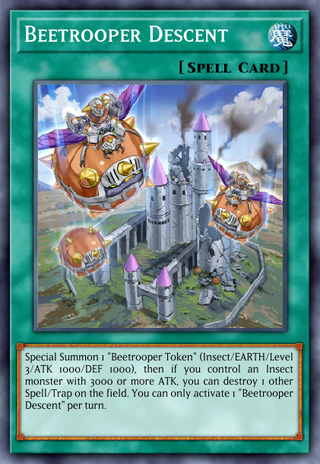 Beetrooper Descent
[Spell Card]
Special Summon 1 "Beetrooper Token" (Insect/EARTH/Level
3/ATK 1000/DEF 1000), then if you control an Insect
monster with 3000 or more ATK, you can destroy 1 other
Spell/Trap on the field. You can only activate 1 "Beetrooper
Descent" per turn.